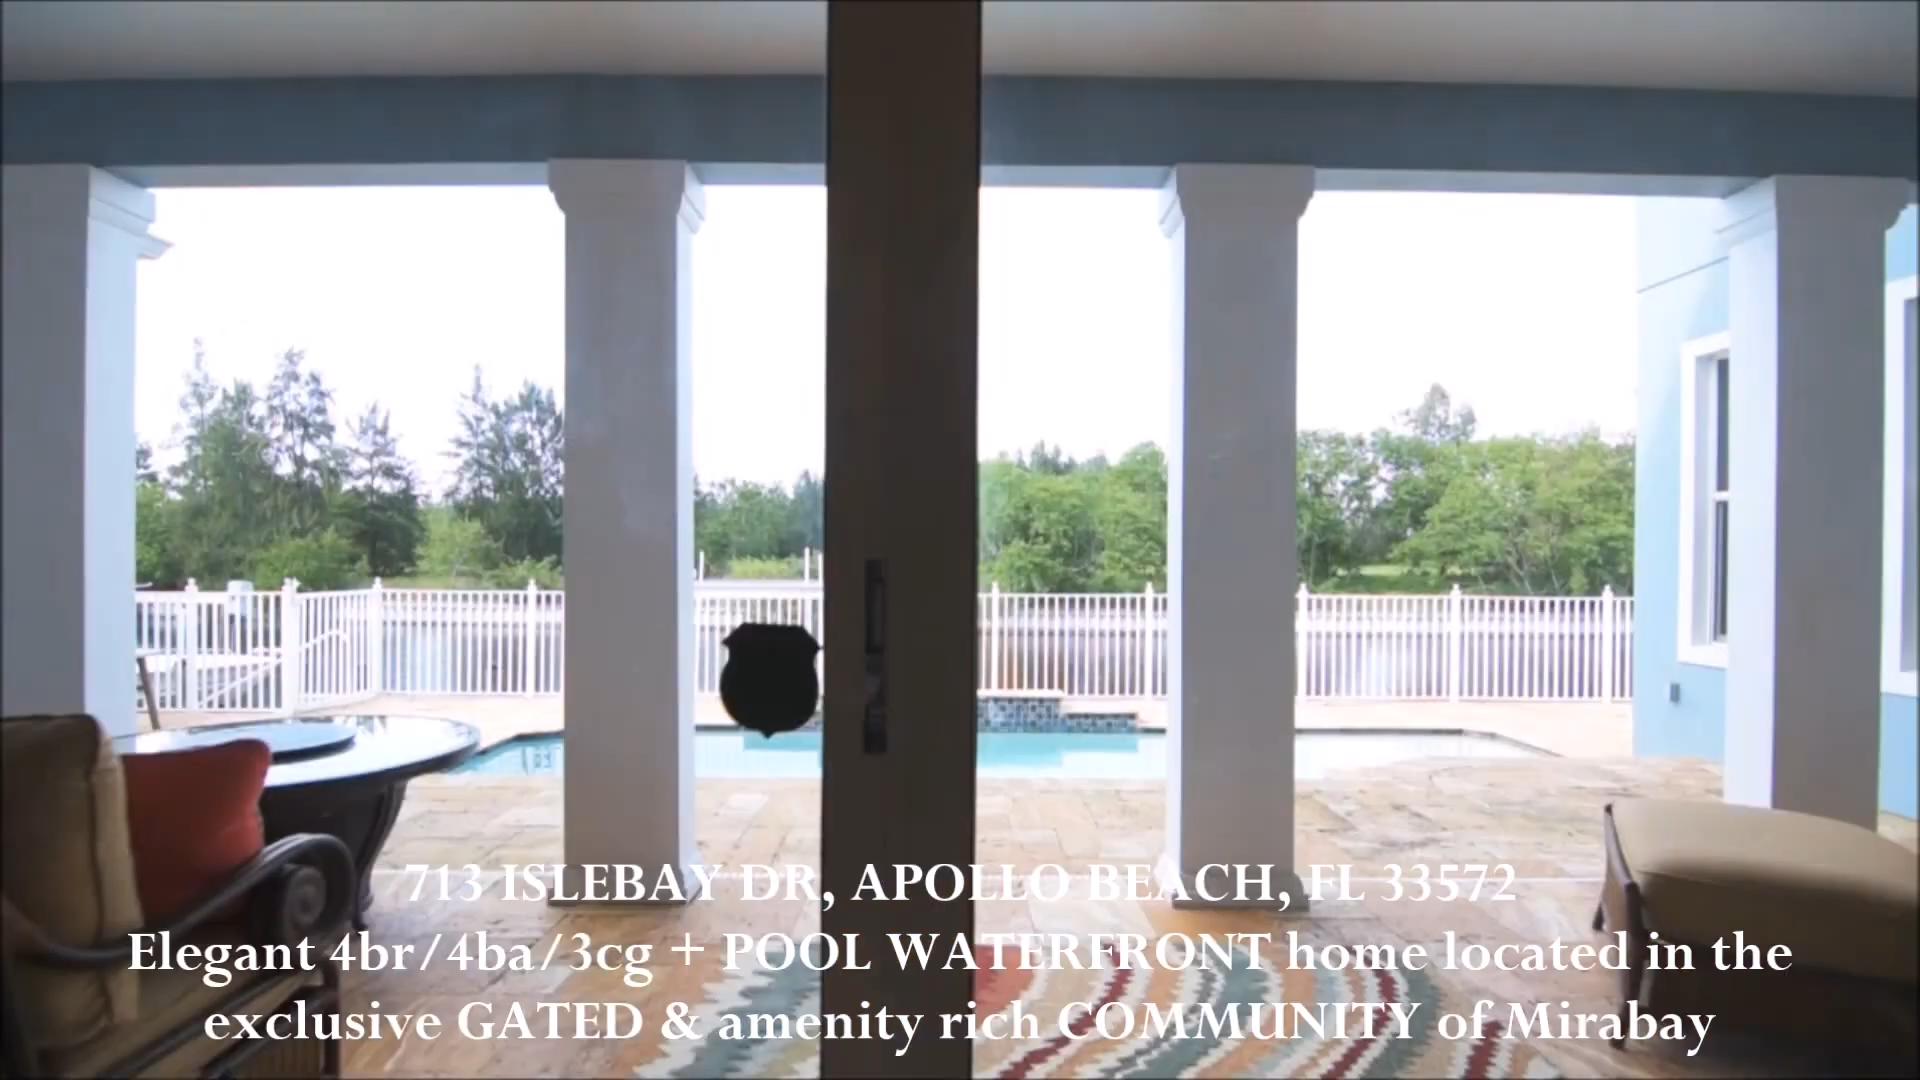 713 ISLEBAY DR, APOLLO BEACH, FL 33572
Elegant 4br/4ba/3cg + POOL WATERFRONT home located in the
exclusive GATED & amenity rich COMMUNITY of Mirabay